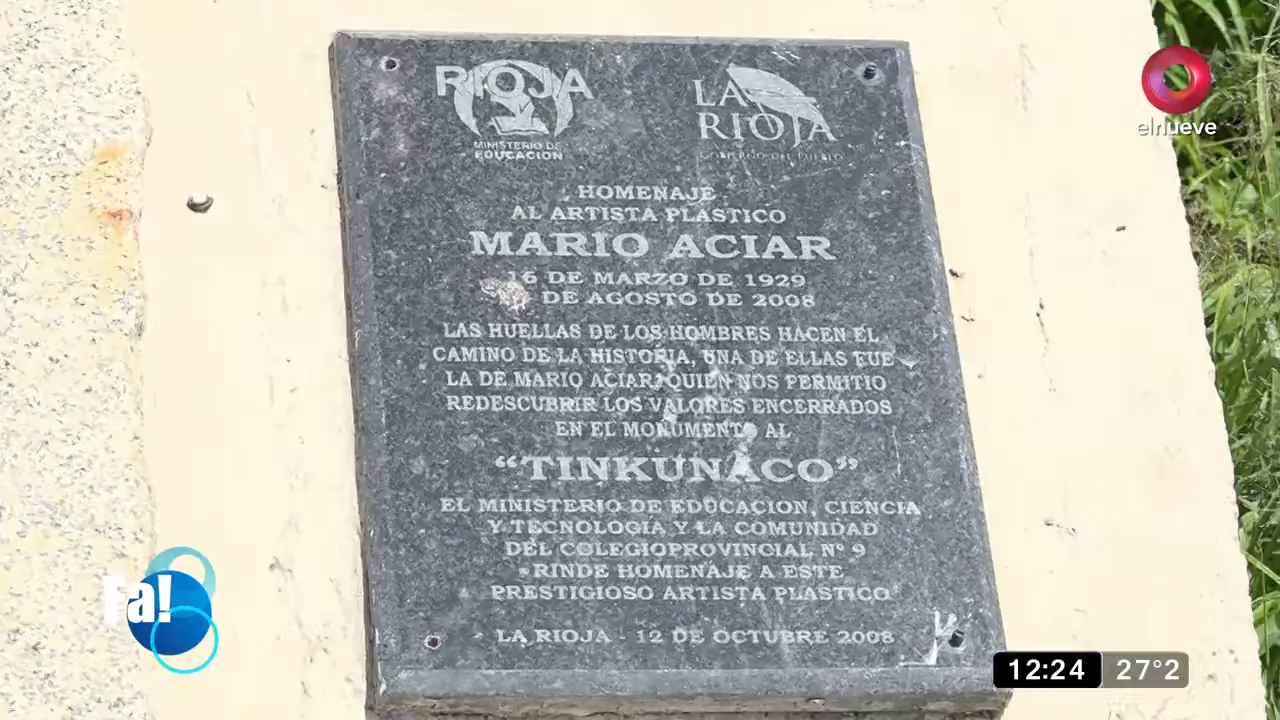 elnueve
RIOJA
MINISTERIO DE
EDUCACION
LA
RIOJA
GOBIERNO DEL PUEBLO
HOMENAJE
AL ARTISTA PLASTICO
MARIO ACIAR
16 DE MARZO DE 1929
DE AGOSTO DE 2008
LAS HUELLAS DE LOS HOMBRES HACEN EL
CAMINO DE LA HISTORIA, UNA DE ELLAS FUE
LA DE MARIO ACIAR, QUIEN NOS PERMITIO
REDESCUBRIR LOS VALORES ENCERRADOS
EN EL MONUMENTO AL
“TINKUNACO”
EL MINISTERIO DE EDUCACION, CIENCIA
Y TECNOLOGIA Y LA COMUNIDAD
DEL COLEGIOPROVINCIAL Nº 9
RINDE HOMENAJE A ESTE
PRESTIGIOSO ARTISTA PLASTICO
LA RIOJA - 12 DE OCTUBRE 2008
Fa!
12:24 27°2